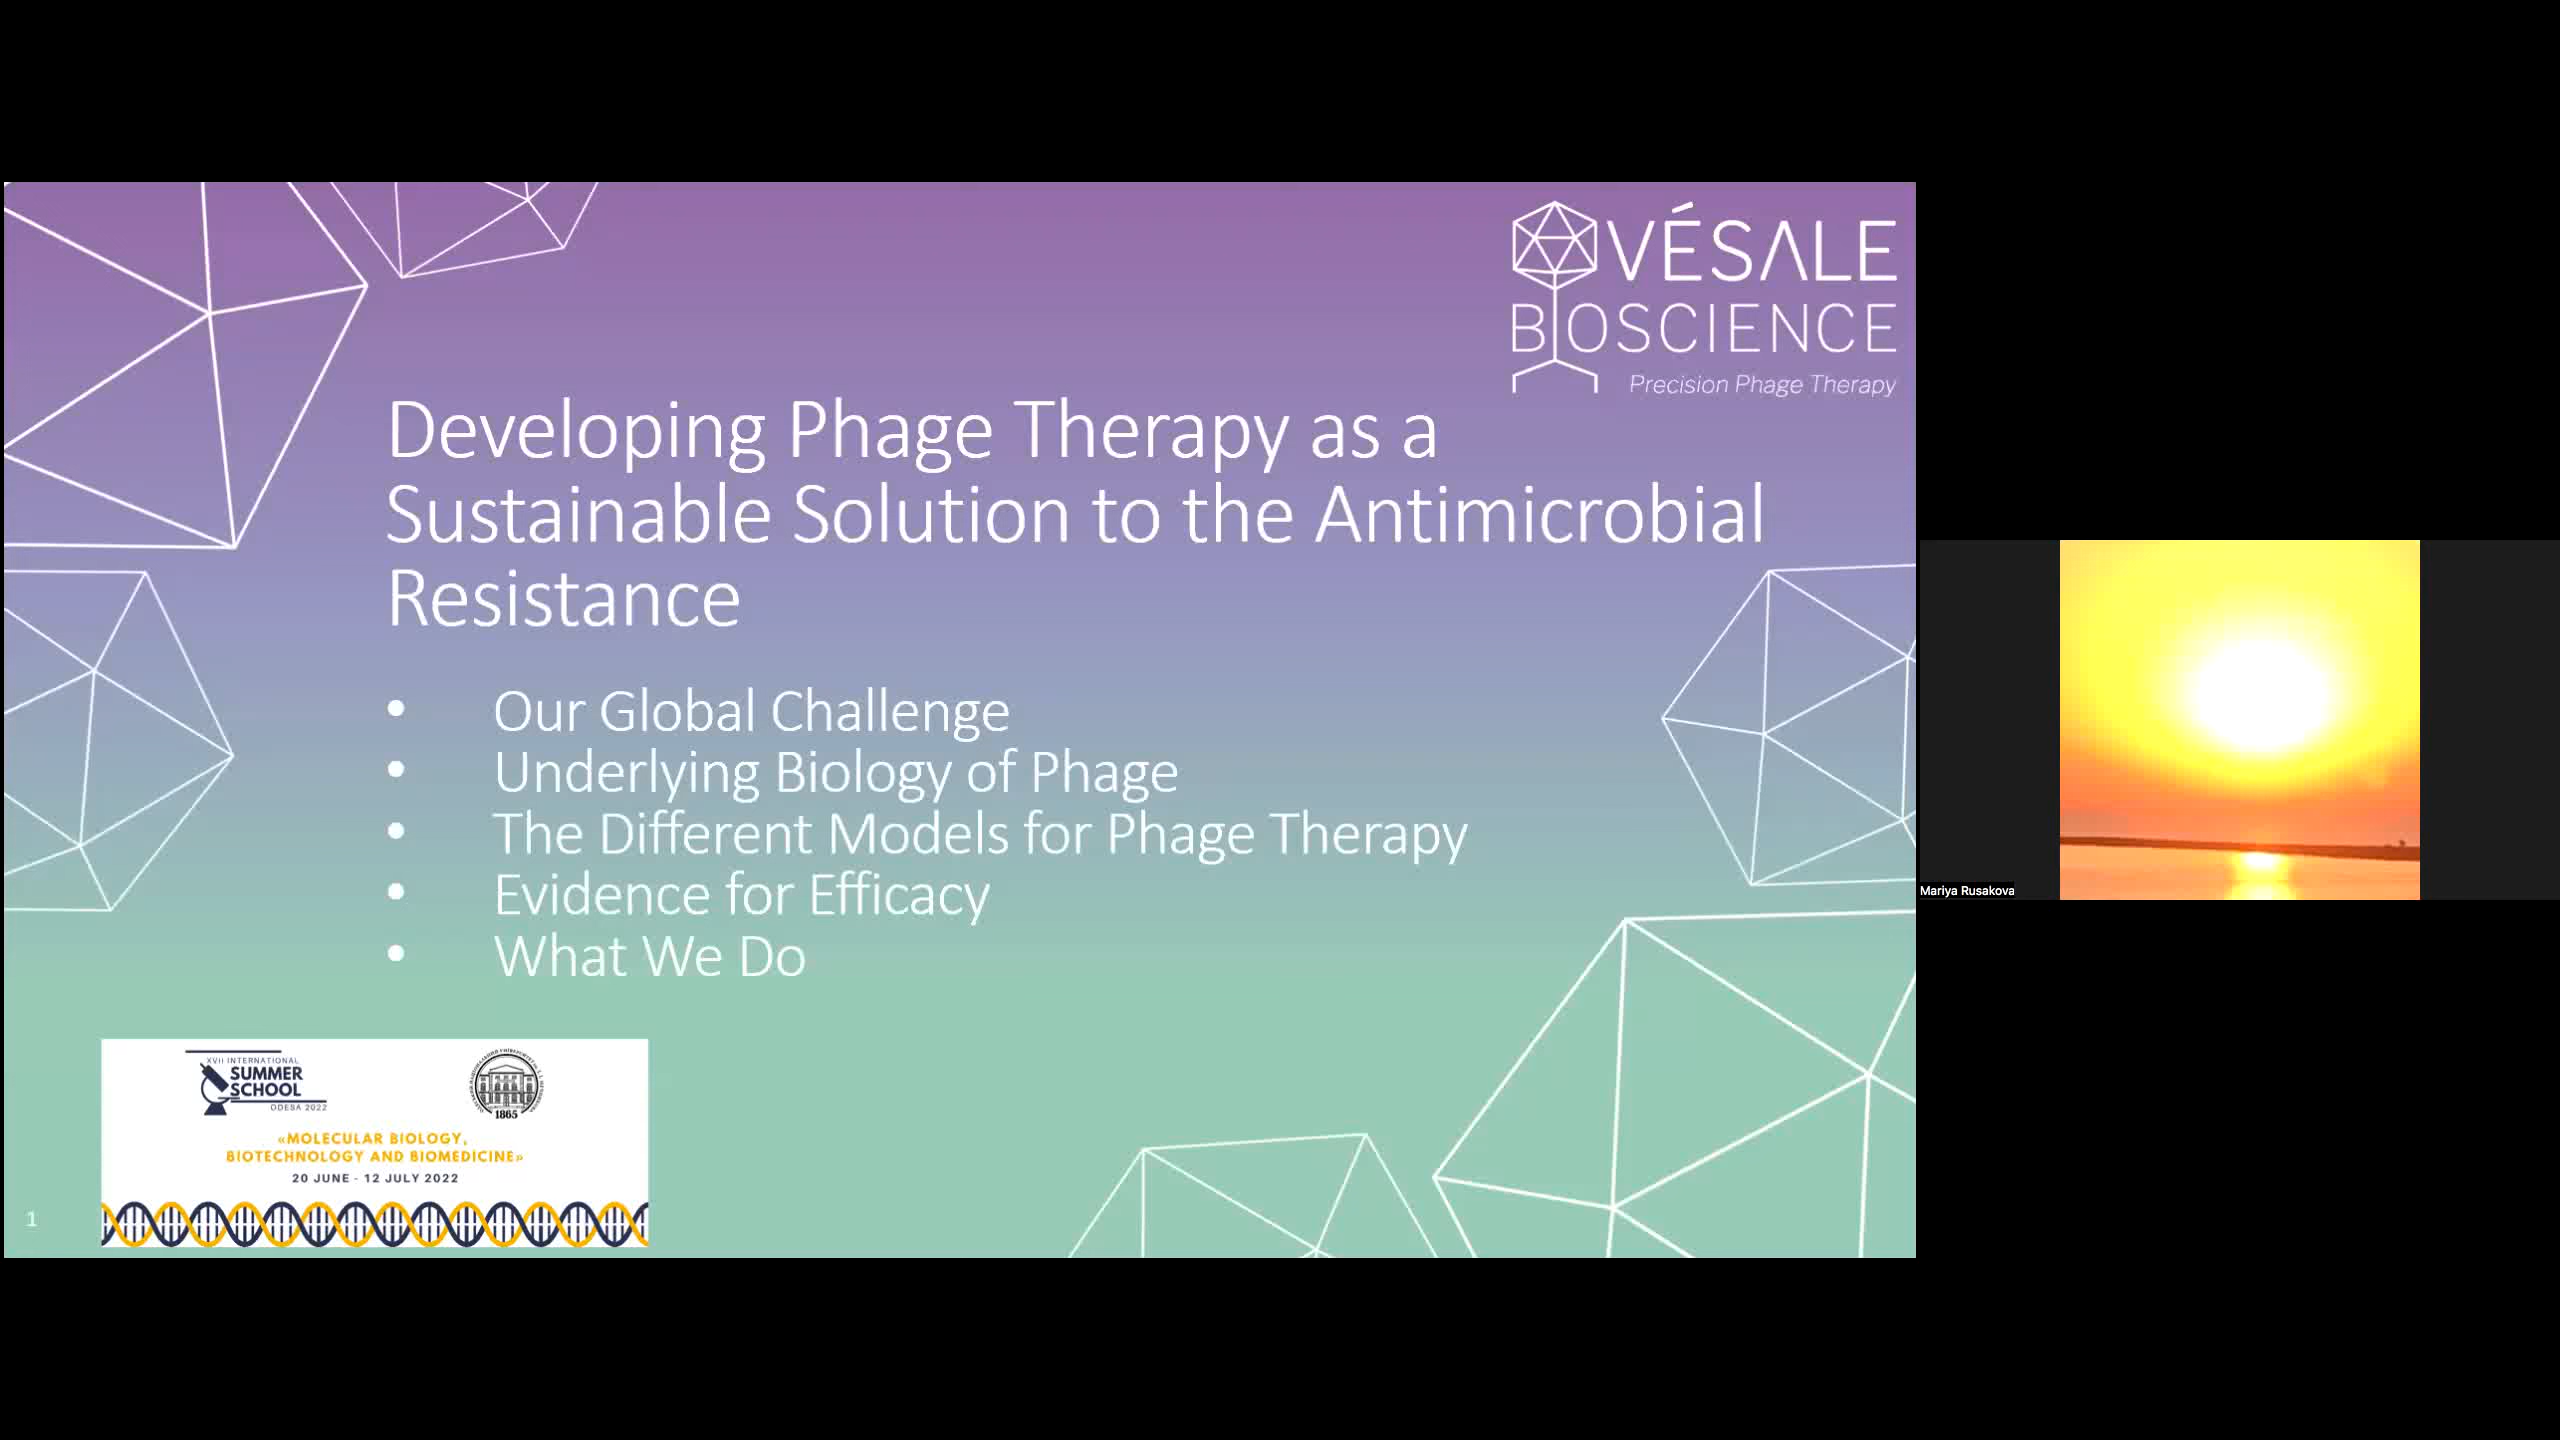 VÉSALE
BIOSCIENCE
Precision Phage Therapy
Developing Phage Therapy as a
Sustainable Solution to the Antimicrobial
Resistance
• Our Global Challenge
• Underlying Biology of Phage
• The Different Models for Phage Therapy
• Evidence for Efficacy
• What We Do
XVII INTERNATIONAL
SUMMER
SCHOOL
ODESA 2022
1865
«MOLECULAR BIOLOGY,
BIOTECHNOLOGY AND BIOMEDICINE»
20 JUNE - 12 JULY 2022
1
Mariya Rusakova